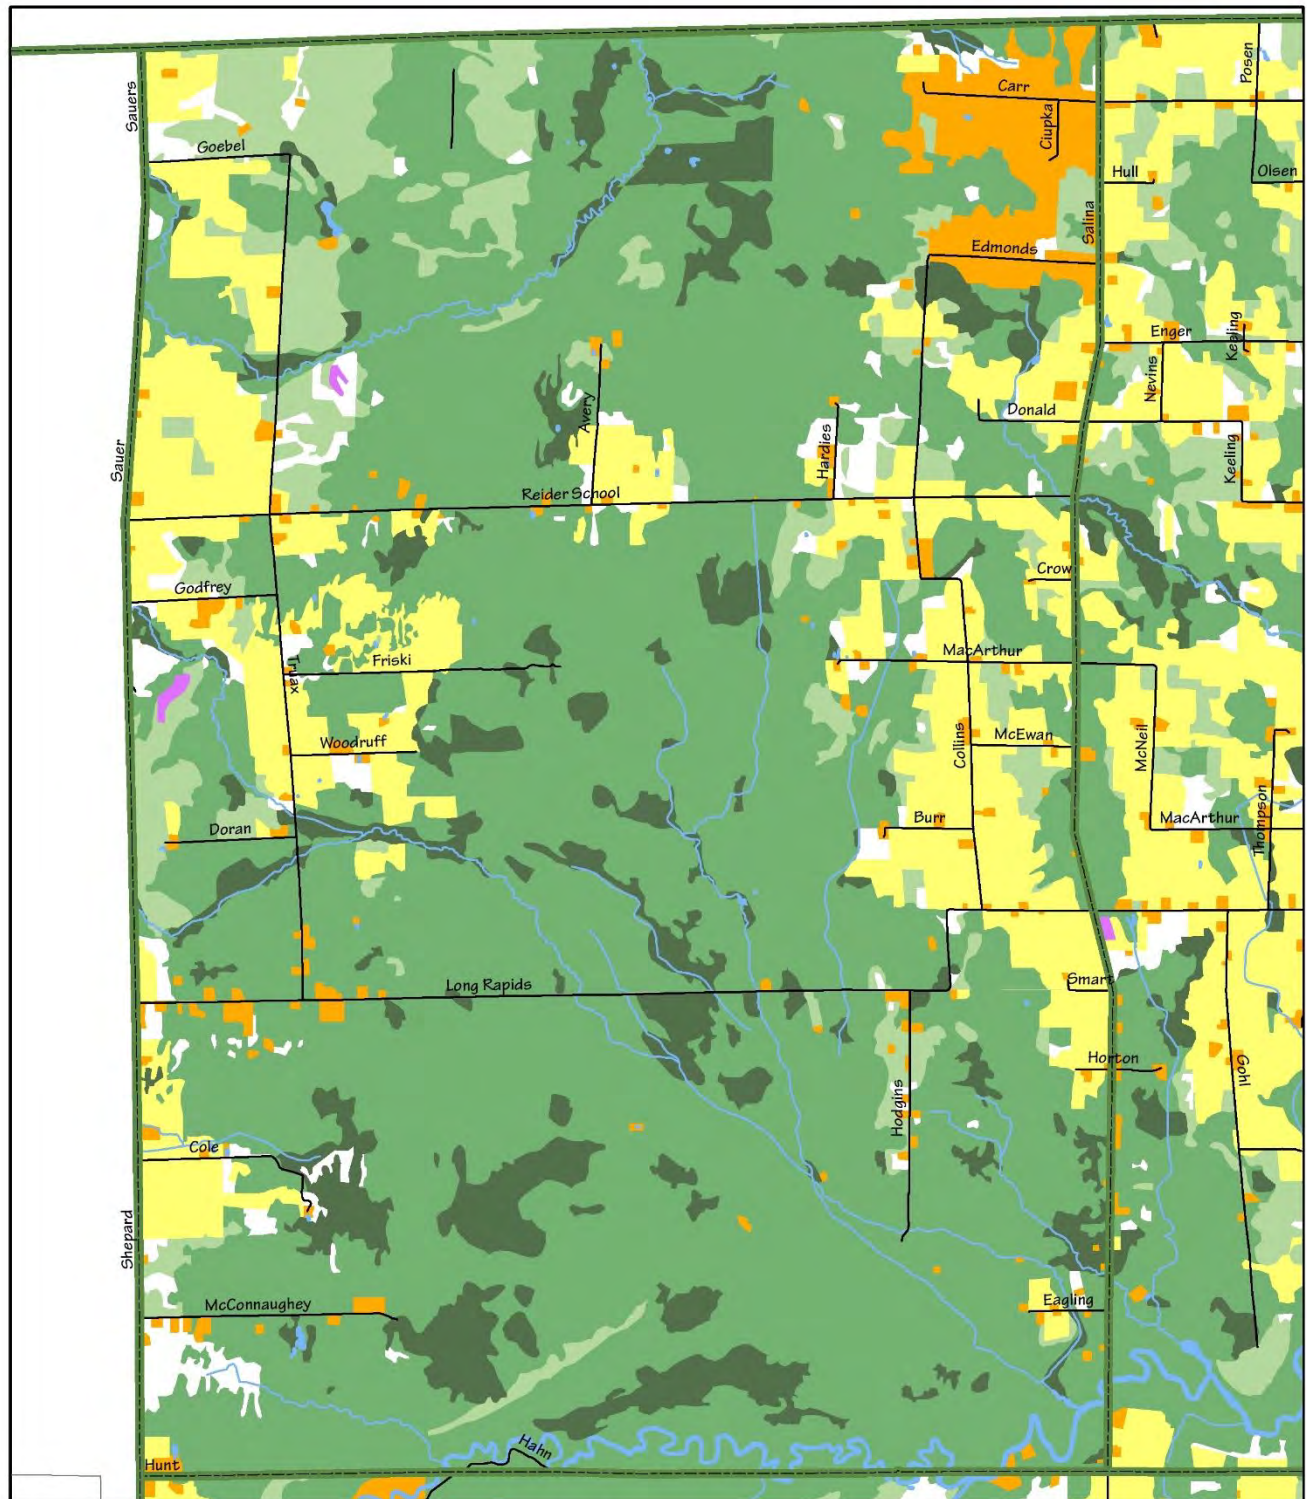 Posen
Carr
Sauers
Ciupka
Goebel
Hull
Olsen
Salina
Edmonds
Enger
Keeling
Nevins
Avery
Donald
Hardies
Sauer
Keeling
Reider School
Crow
Godfrey
MacArthur
Friski
Truax
McNeil
McEwan
Collins
Woodruff
Burr
MacArthur
Thompson
Doran
Smart
Long Rapids
Horton
Gohl
Hodgins
Cole
Shepard
Eagling
McConnaughey
Hahn
Hunt